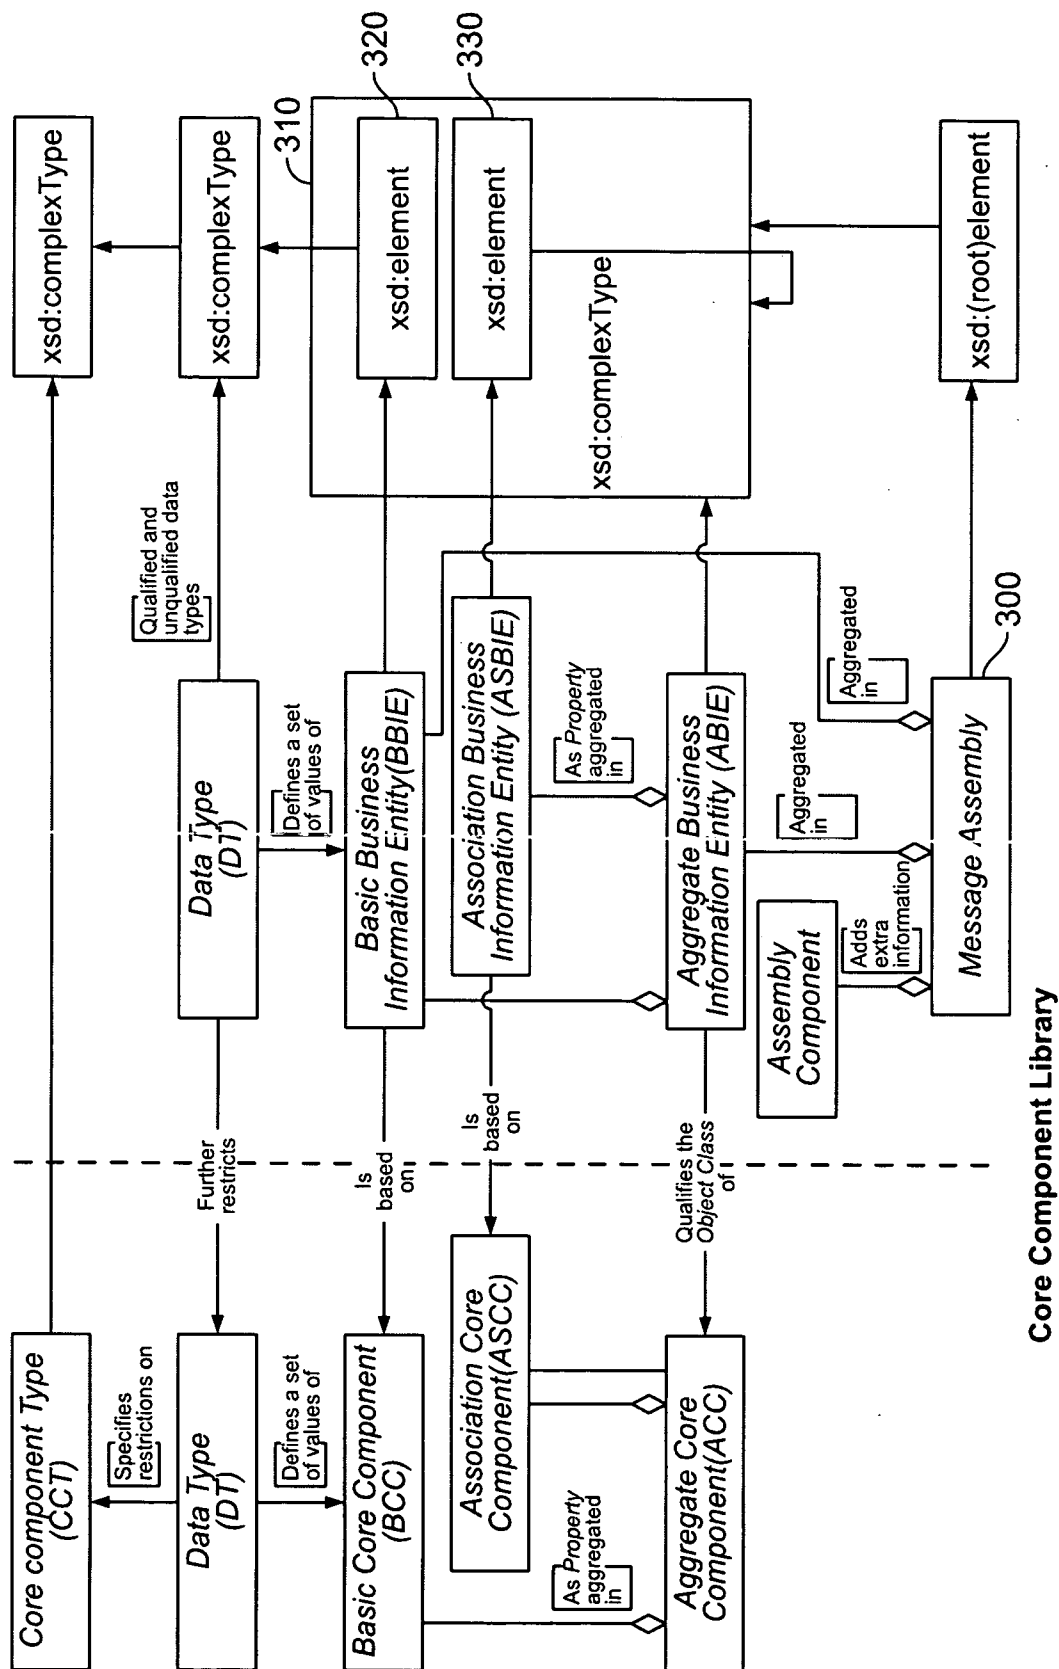 Core component Type
(CCT)
Specifies
restrictions on
Data Type
(DT)
Defines a set
of values of
Basic Core Component
(BCC)
As Property
aggregated
in
Association Core
Component(ASCC)
Aggregate Core
Component(ACC)
Further
restricts
Is
based
on
Is
based
on
Qualifies the
Object Class
of
Data Type
(DT)
Defines a set
of values of
Basic Business
Information Entity(BBIE)
Association Business
Information Entity (ASBIE)
As Property
aggregated
in
Aggregate Business
Information Entity (ABIE)
Assembly
Component
Adds
extra
information
Aggregated
in
Aggregated
in
Message Assembly
300
Qualified and
unqualified data
types
xsd:complexType
xsd:complexType
310
xsd:element
320
xsd:element
330
xsd:complexType
xsd:(root)element
Core Component Library